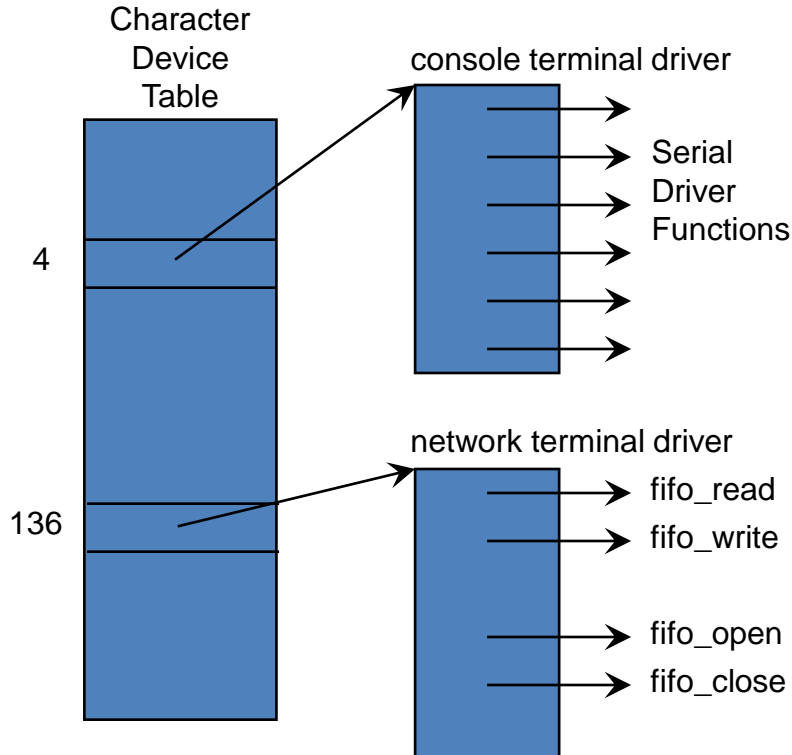 Character
Device
Table
4
136
console terminal driver
Serial
Driver
Functions
network terminal driver
fifo_read
fifo_write
fifo_open
fifo_close